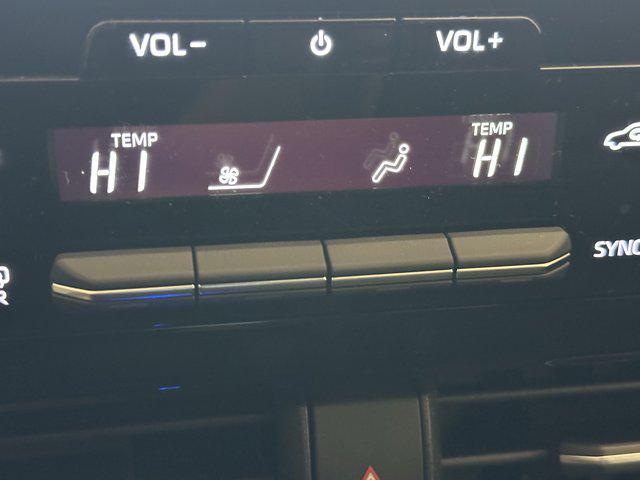 VOL− VOL+
TEMP TEMP
HI HI
SYNC